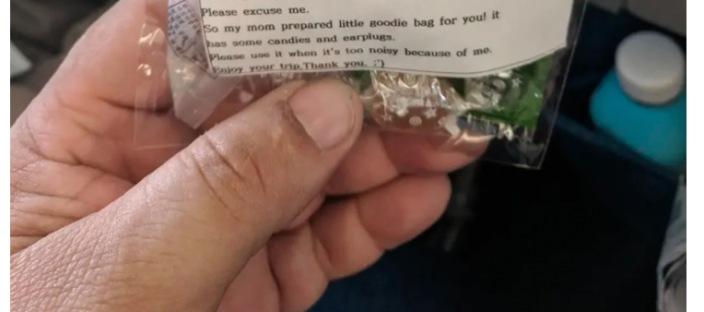 Please excuse me.
So my mom prepared little goodie bag for you! it
has some candies and earplugs.
Please use it when it's too noisy because of me.
Enjoy your trip.Thank you. :')